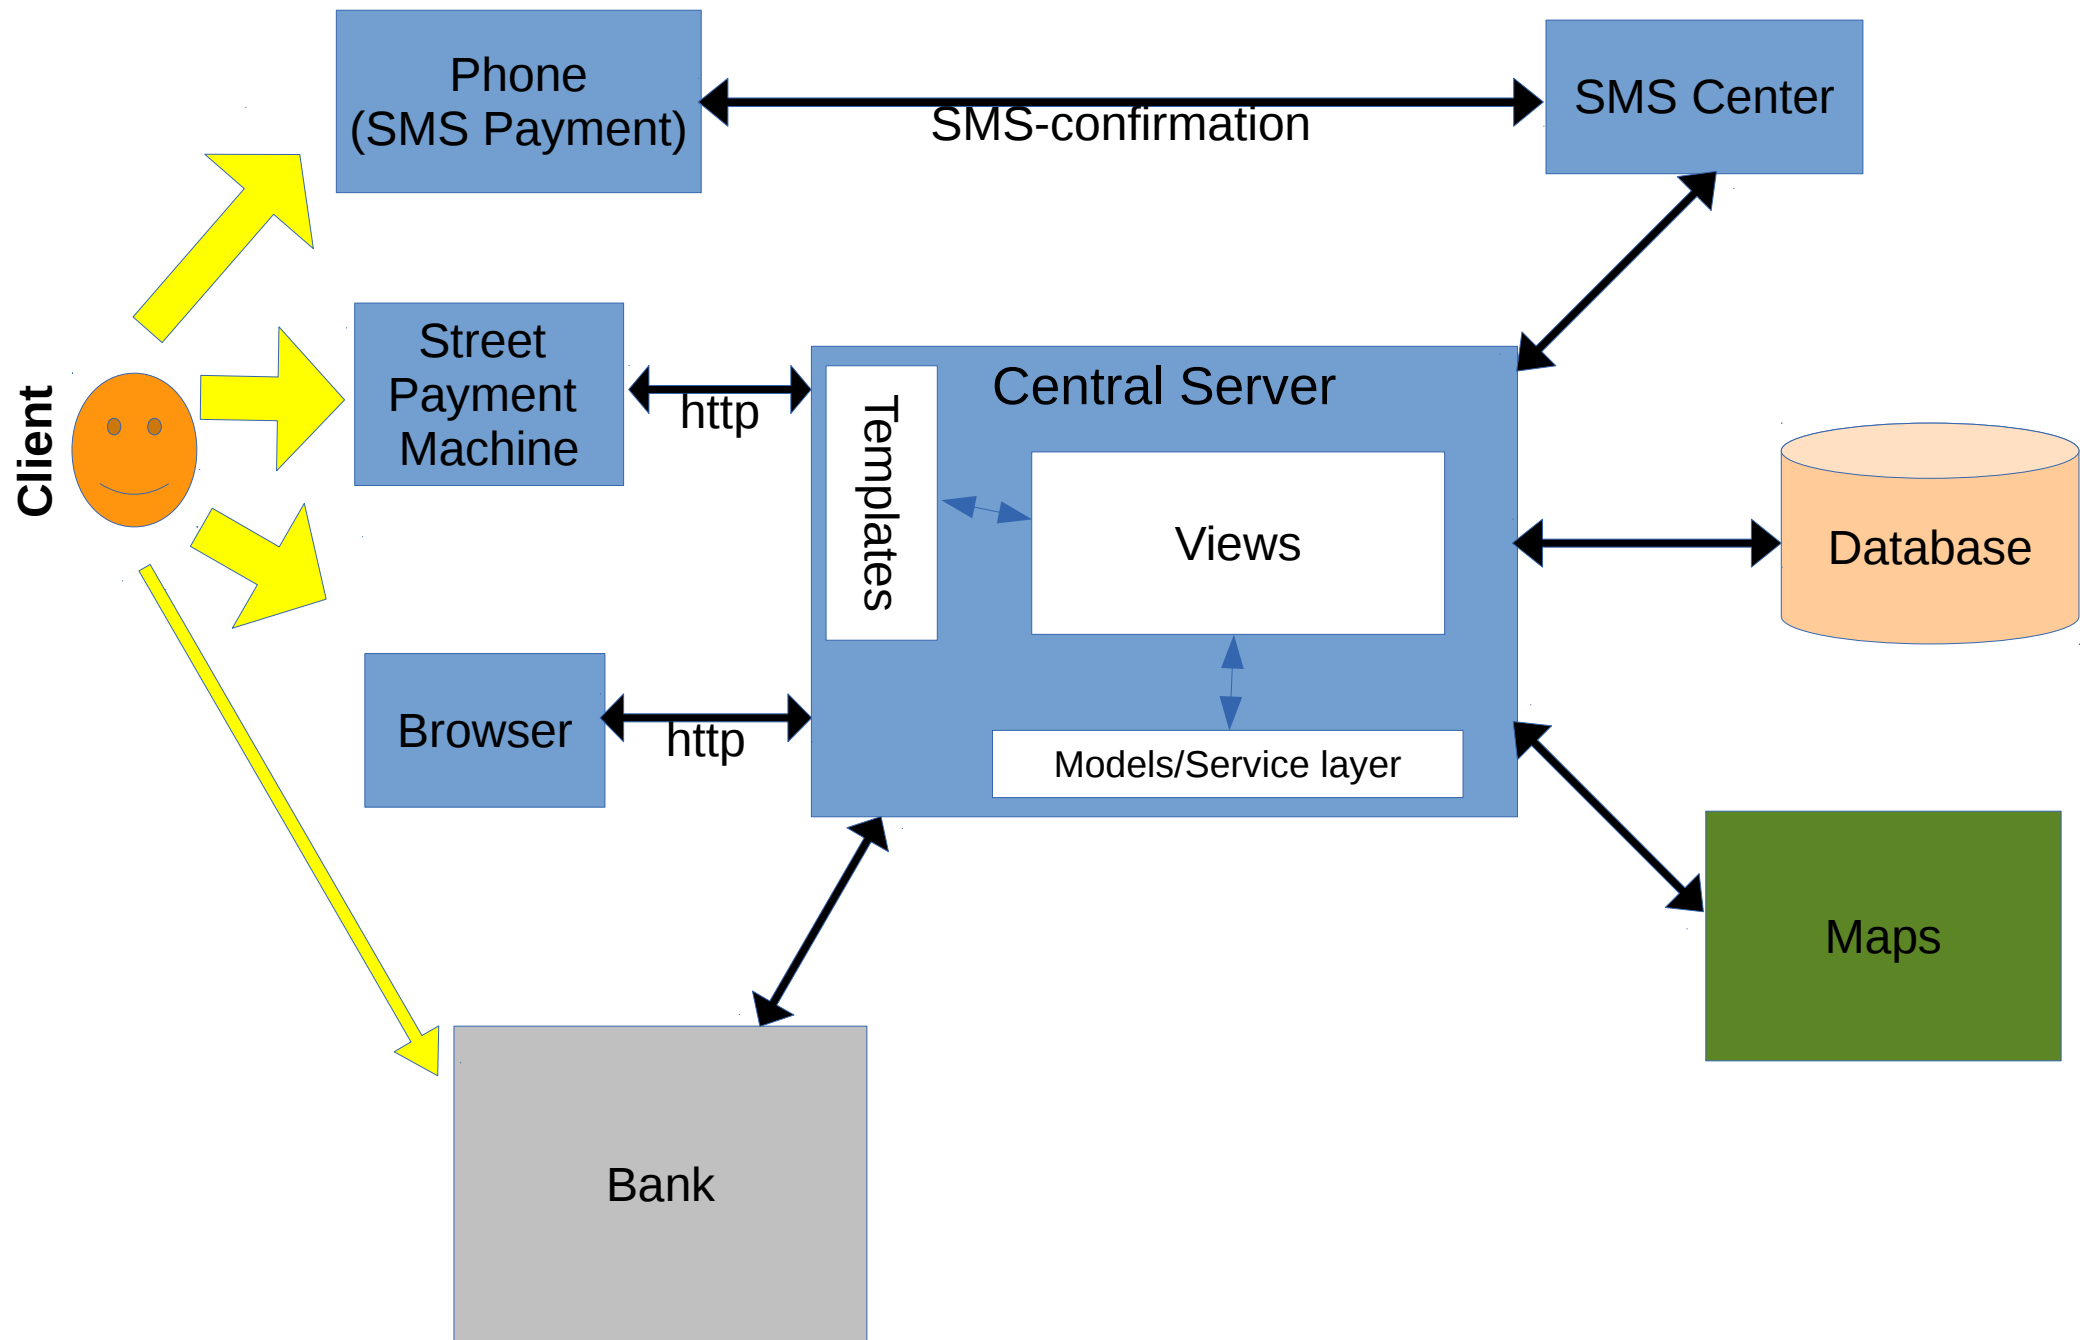 Phone
(SMS Payment)
SMS-confirmation
SMS Center
Client
Street
Payment
Machine
http
Central Server
Templates
Views
Database
Browser
http
Models/Service layer
Maps
Bank